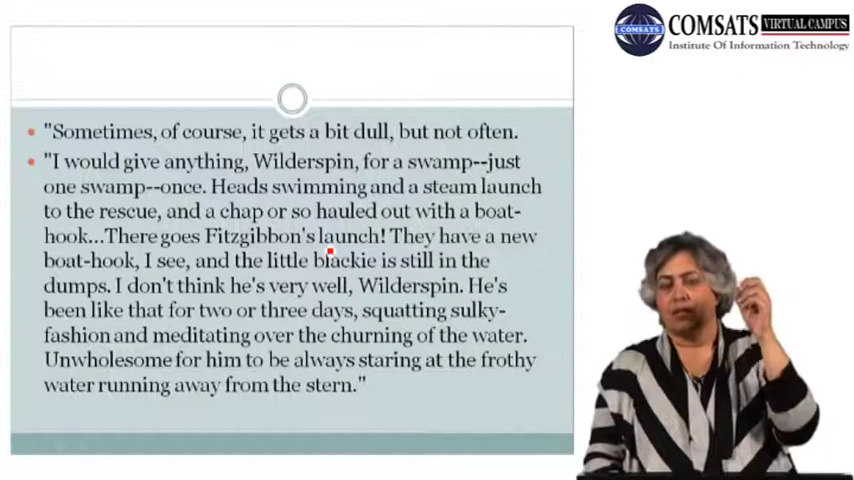 COMSATS VIRTUAL CAMPUS
COMSATS
Institute Of Information Technology
• "Sometimes, of course, it gets a bit dull, but not often.
• "I would give anything, Wilderspin, for a swamp--just
one swamp--once. Heads swimming and a steam launch
to the rescue, and a chap or so hauled out with a boat-
hook...There goes Fitzgibbon's launch! They have a new
boat-hook, I see, and the little blackie is still in the
dumps. I don't think he's very well, Wilderspin. He's
been like that for two or three days, squatting sulky-
fashion and meditating over the churning of the water.
Unwholesome for him to be always staring at the frothy
water running away from the stern."